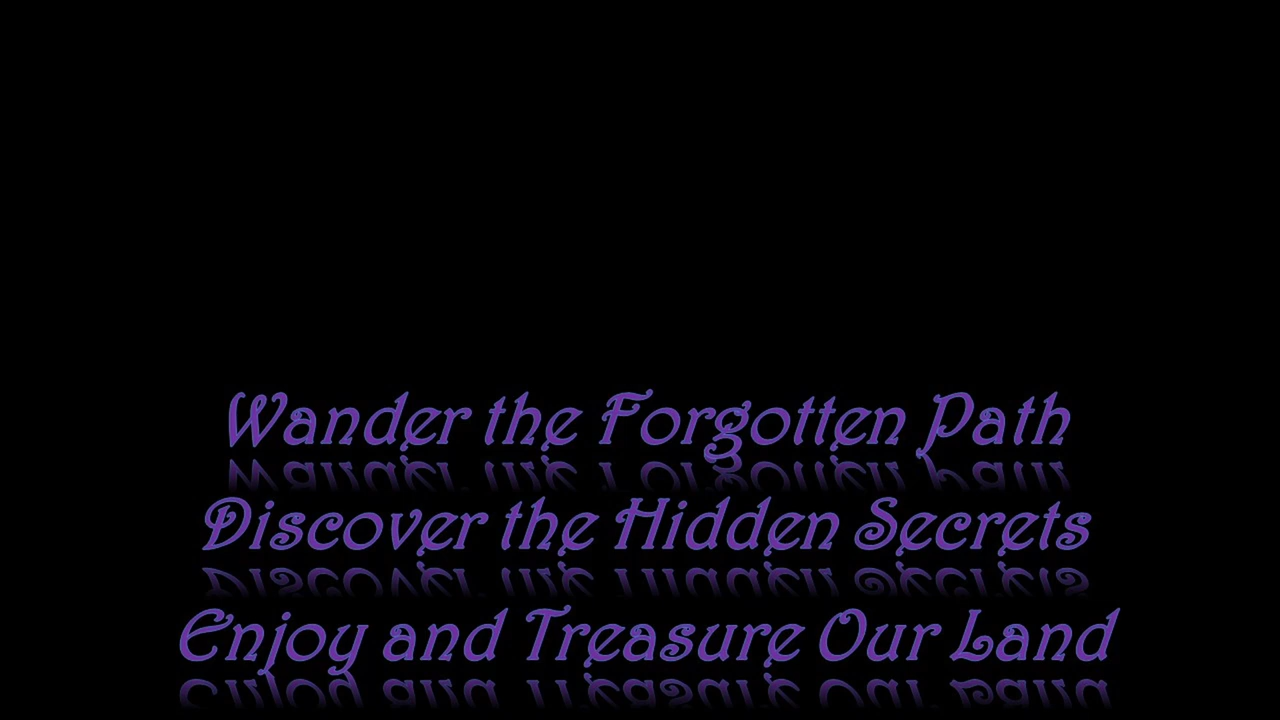 Wander the Forgotten Path
Discover the Hidden Secrets
Enjoy and Treasure Our Land